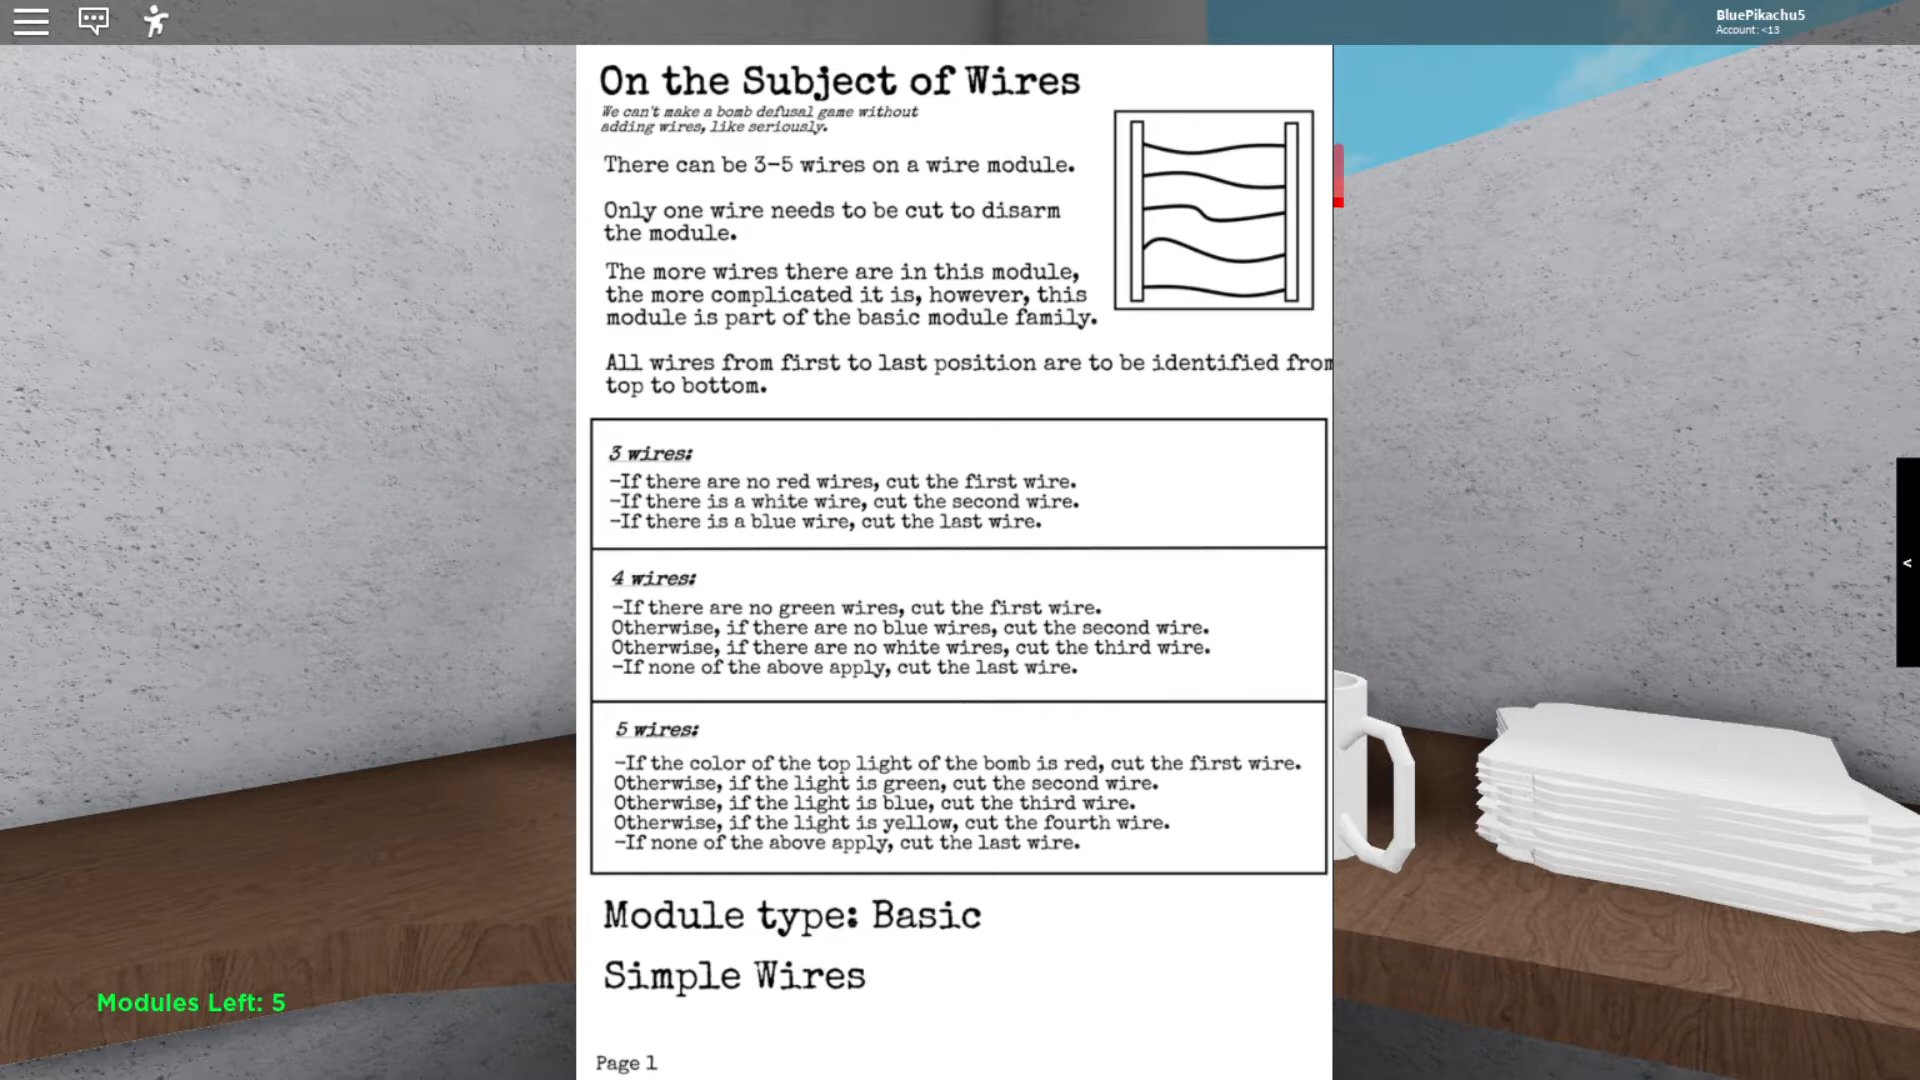 BluePikachu5
Account: <13
On the Subject of Wires
We can't make a bomb defusal game without
adding wires, like seriously.
There can be 3-5 wires on a wire module.
Only one wire needs to be cut to disarm
the module.
The more wires there are in this module,
the more complicated it is, however, this
module is part of the basic module family.
All wires from first to last position are to be identified from
top to bottom.
3 wires:
-If there are no red wires, cut the first wire.
-If there is a white wire, cut the second wire.
-If there is a blue wire, cut the last wire.
4 wires:
-If there are no green wires, cut the first wire.
Otherwise, if there are no blue wires, cut the second wire.
Otherwise, if there are no white wires, cut the third wire.
-If none of the above apply, cut the last wire.
5 wires:
-If the color of the top light of the bomb is red, cut the first wire.
Otherwise, if the light is green, cut the second wire.
Otherwise, if the light is blue, cut the third wire.
Otherwise, if the light is yellow, cut the fourth wire.
-If none of the above apply, cut the last wire.
Module type: Basic
Simple Wires
Page 1
Modules Left: 5
<